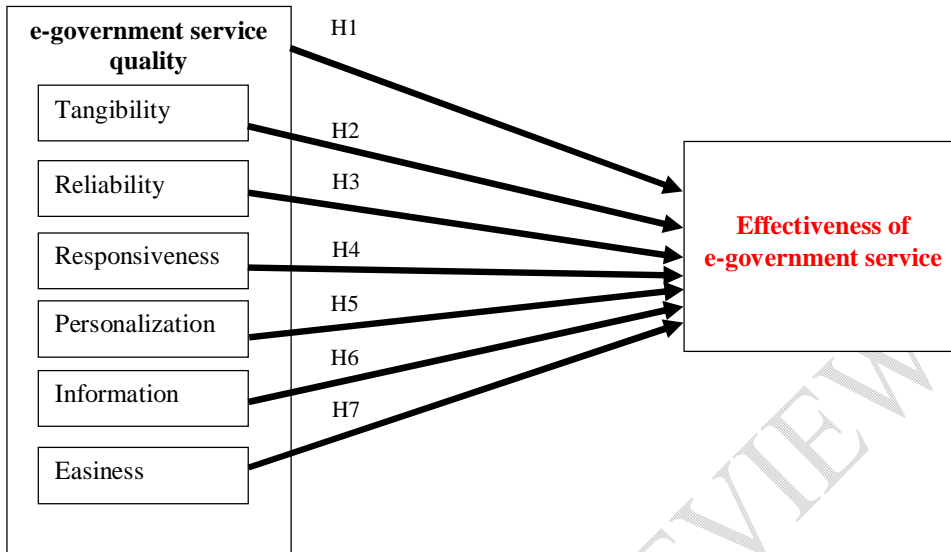 e-government service
quality
Tangibility
Reliability
Responsiveness
Personalization
Information
Easiness
H1
H2
H3
H4
H5
H6
H7
Effectiveness of
e-government service